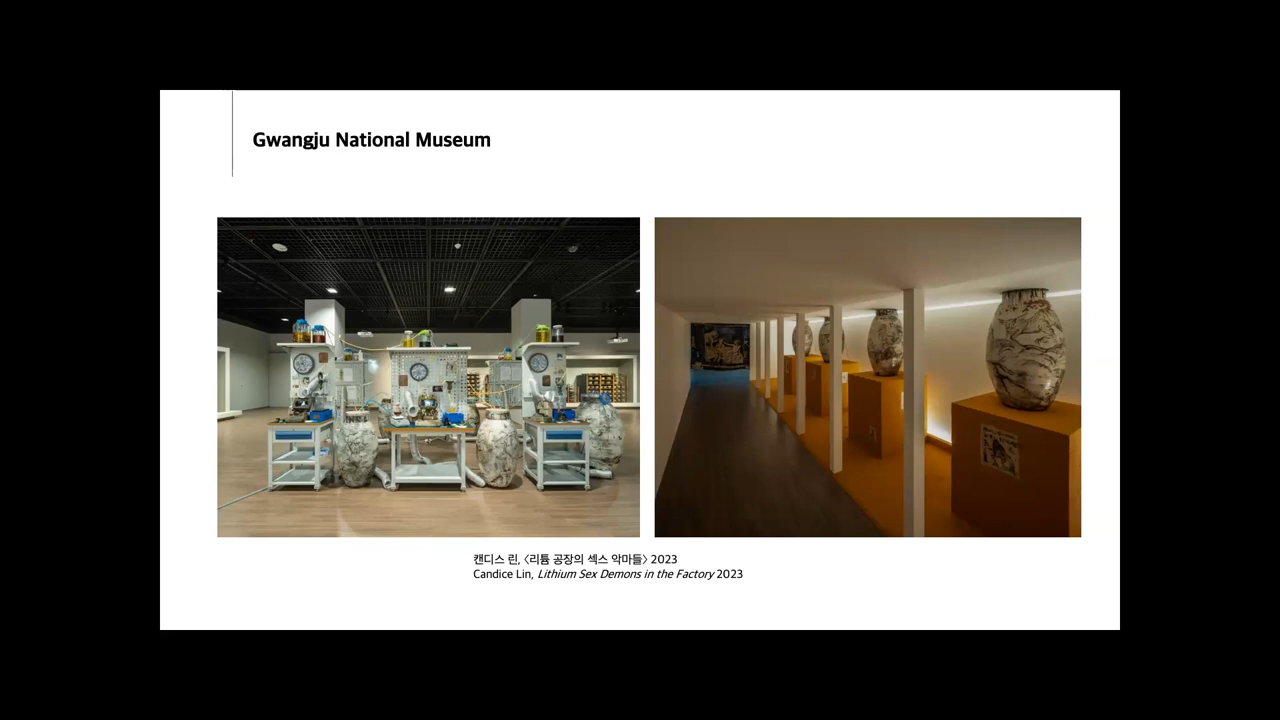 Gwangju National Museum
캔디스 린, 〈리튬 공장의 섹스 악마들〉 2023
Candice Lin, Lithium Sex Demons in the Factory 2023